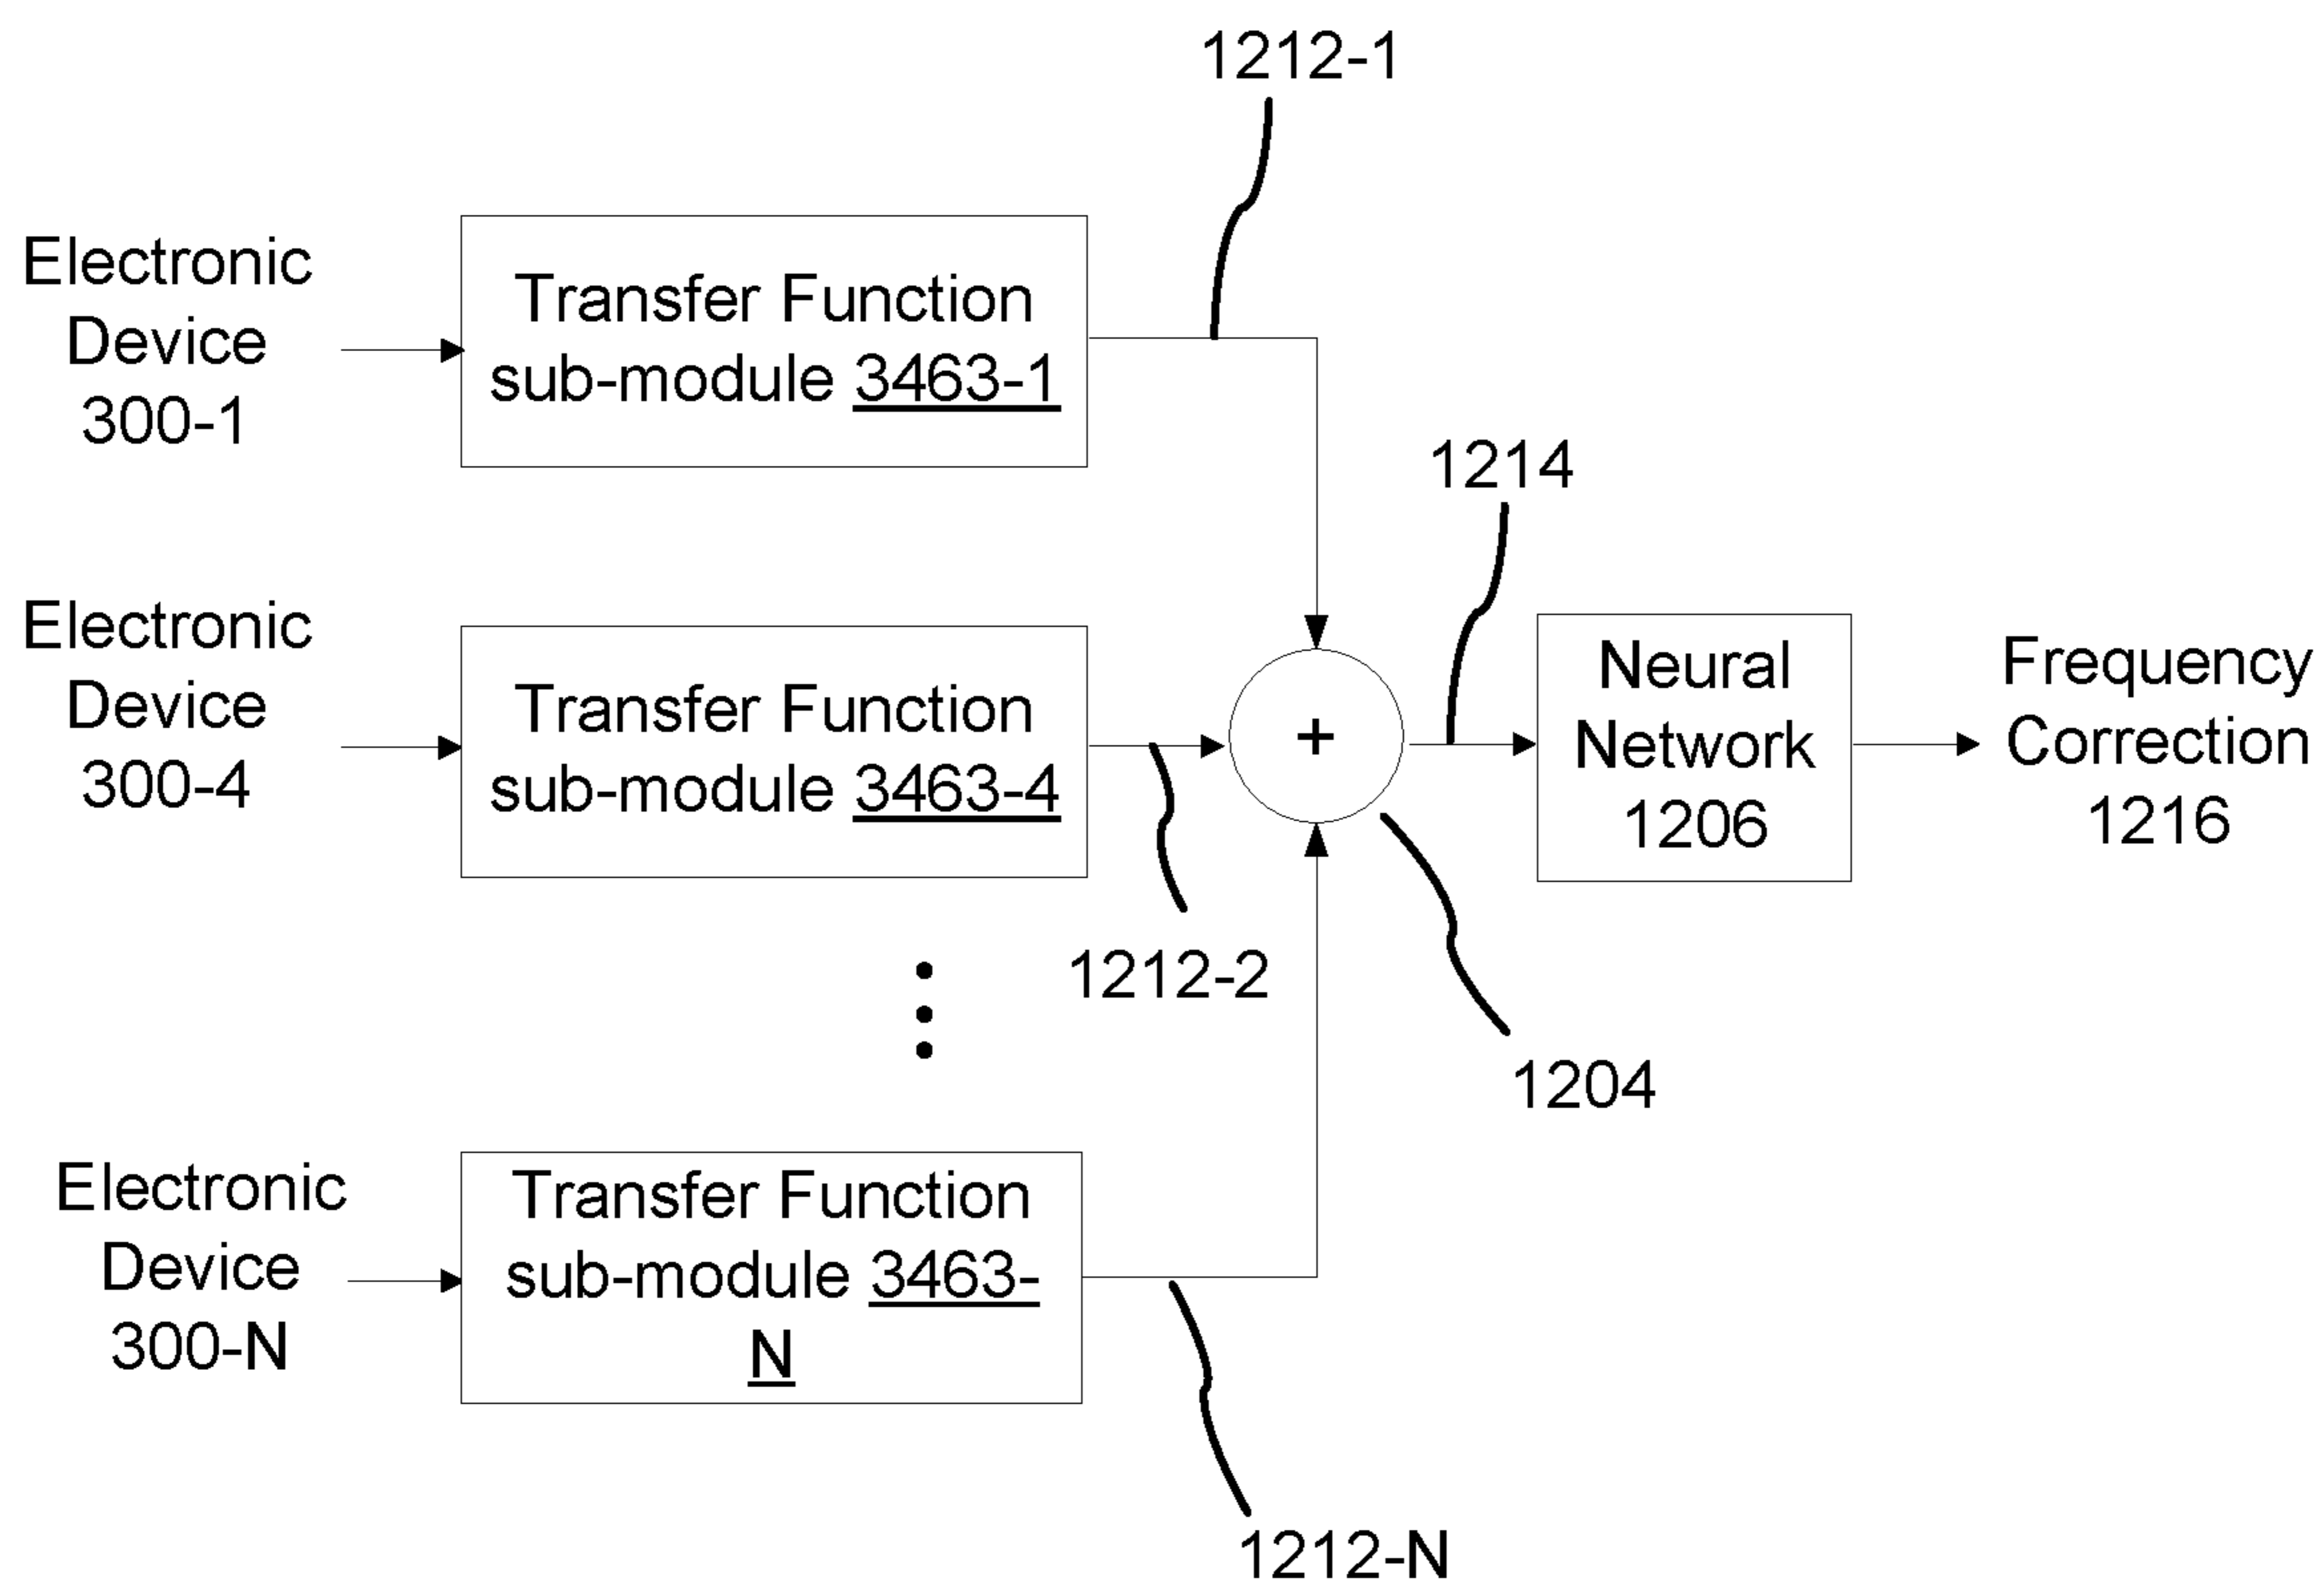 1212-1
Electronic
Device
300-1
Transfer Function
sub-module 3463-1
1214
Electronic
Device
300-4
Transfer Function
sub-module 3463-4
+
Neural
Network
1206
Frequency
Correction
1216
1212-2
1204
Electronic
Device
300-N
Transfer Function
sub-module 3463-
N
1212-N